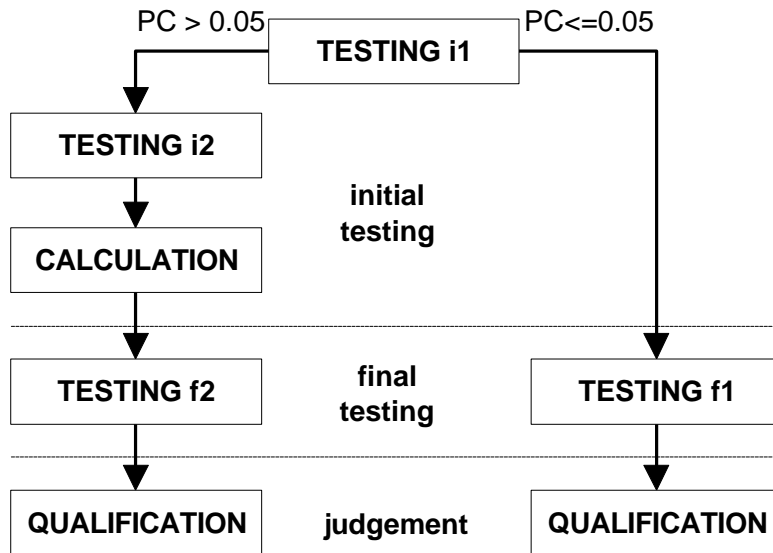 PC > 0.05
TESTING i1
PC<=0.05
TESTING i2
initial
testing
CALCULATION
TESTING f2
final
testing
TESTING f1
QUALIFICATION
judgement
QUALIFICATION